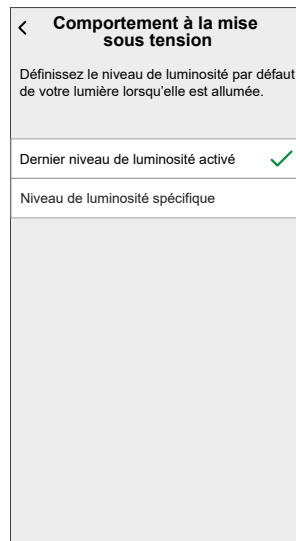 Comportement à la mise
sous tension
Définissez le niveau de luminosité par défaut
de votre lumière lorsqu'elle est allumée.
Dernier niveau de luminosité activé
Niveau de luminosité spécifique